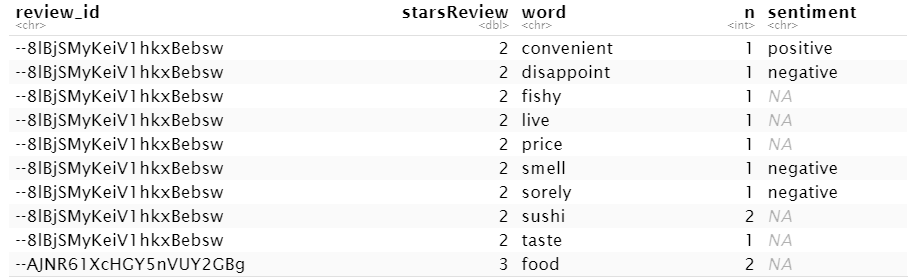 review_id starsReview word n sentiment
<chr> <dbl> <chr> <int> <chr>
--8lBjSMyKeiV1hkxBebsw 2 convenient 1 positive
--8lBjSMyKeiV1hkxBebsw 2 disappoint 1 negative
--8lBjSMyKeiV1hkxBebsw 2 fishy 1 NA
--8lBjSMyKeiV1hkxBebsw 2 live 1 NA
--8lBjSMyKeiV1hkxBebsw 2 price 1 NA
--8lBjSMyKeiV1hkxBebsw 2 smell 1 negative
--8lBjSMyKeiV1hkxBebsw 2 sorely 1 negative
--8lBjSMyKeiV1hkxBebsw 2 sushi 2 NA
--8lBjSMyKeiV1hkxBebsw 2 taste 1 NA
--AJNR61XcHGY5nVUY2GBg 3 food 2 NA